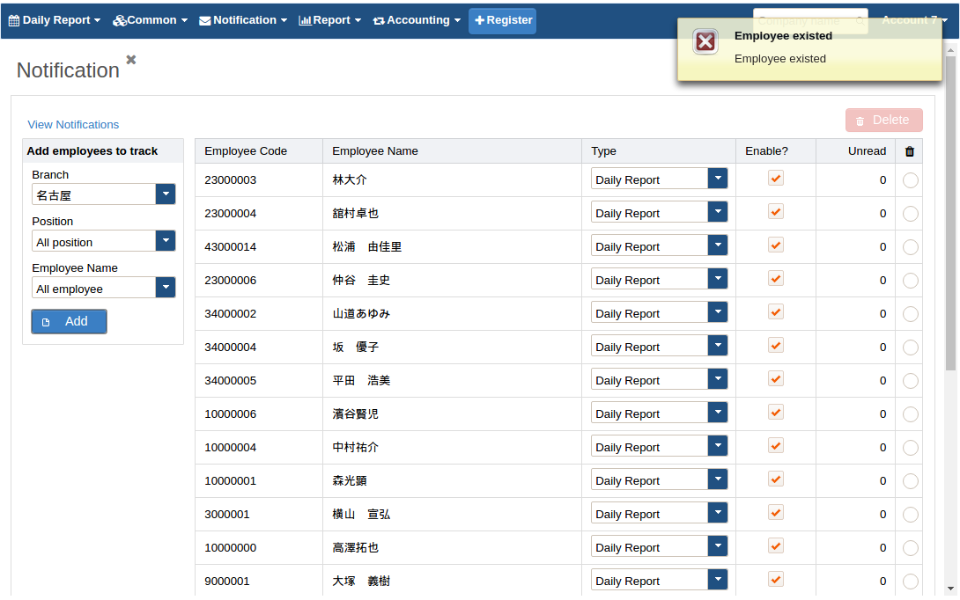 Daily Report Common Notification Report Accounting + Register Account 7
Employee existed
Employee existed
Notification
View Notifications
Delete
Add employees to track
Branch
名古屋
Position
All position
Employee Name
All employee
Add
Employee Code Employee Name Type Enable? Unread
23000003 林大介 Daily Report 0
23000004 舘村卓也 Daily Report 0
43000014 松浦　由佳里 Daily Report 0
23000006 仲谷　圭史 Daily Report 0
34000002 山道あゆみ Daily Report 0
34000004 坂　優子 Daily Report 0
34000005 平田　浩美 Daily Report 0
10000006 濱谷賢児 Daily Report 0
10000004 中村祐介 Daily Report 0
10000001 森光顕 Daily Report 0
3000001 横山　宣弘 Daily Report 0
10000000 高澤拓也 Daily Report 0
9000001 大塚　義樹 Daily Report 0